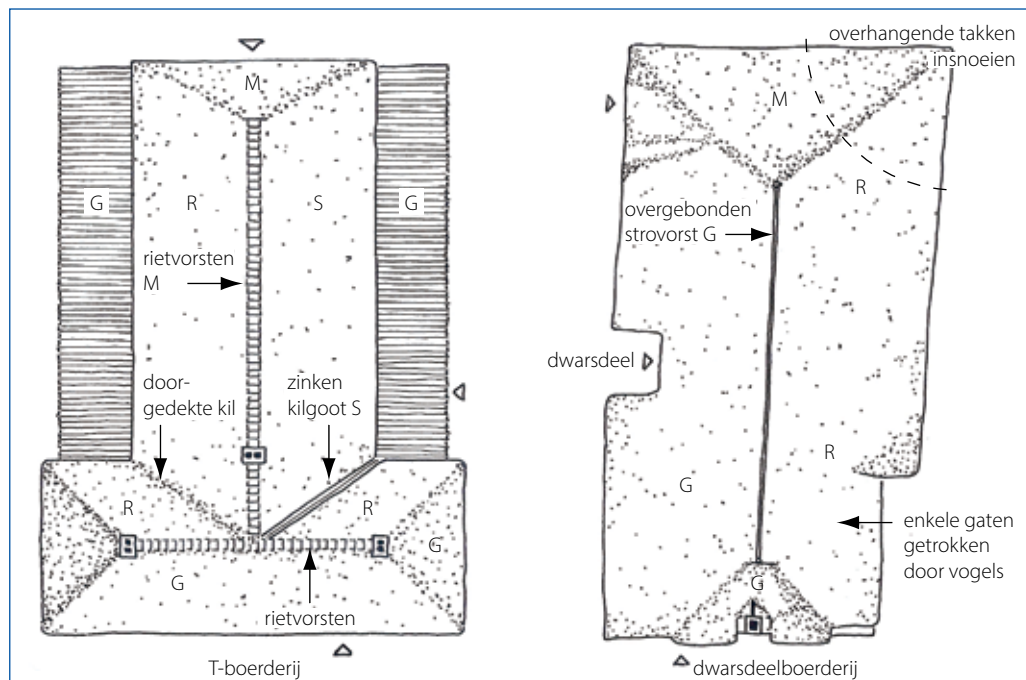 M
G
R
S
G
rietvorsten
M
door-
gedekte kil
zinken
kilgoot S
R
R
G
G
rietvorsten
T-boerderij
overhangende takken
insnoeien
M
R
overgebonden
strovorst G
dwarsdeel
R
G
enkele gaten
getrokken
door vogels
G
dwarsdeelboerderij